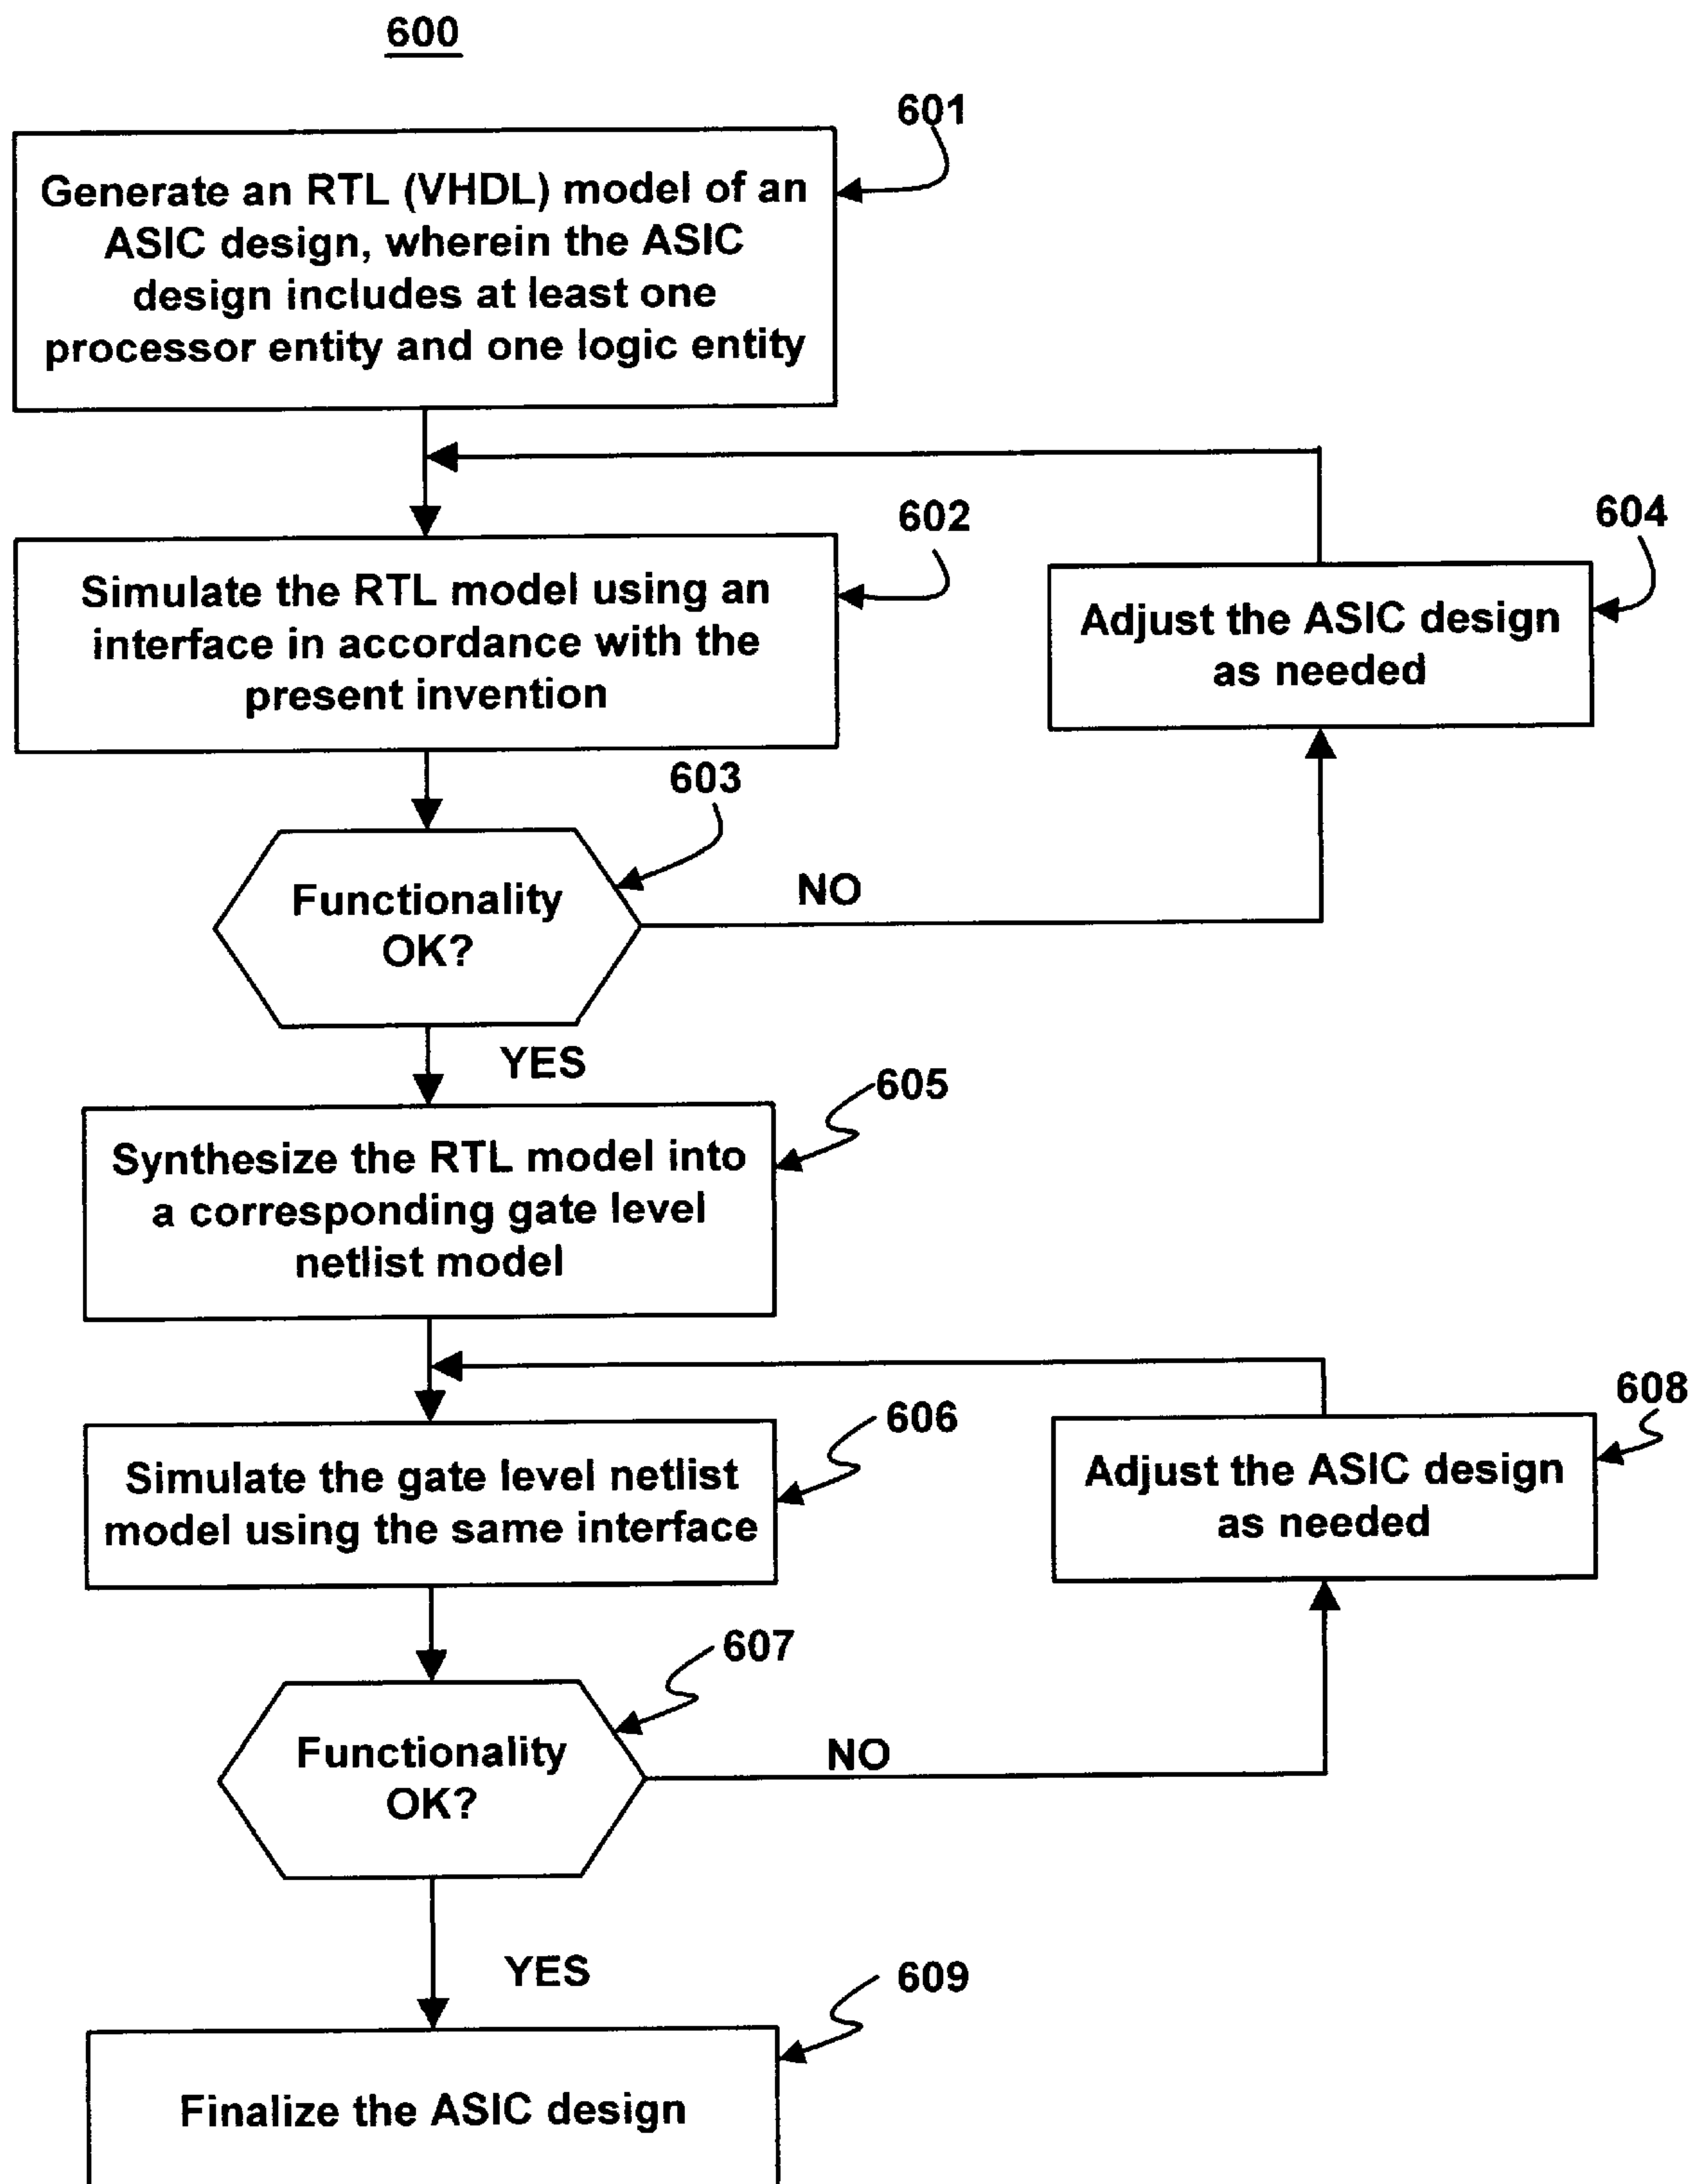 600
601
Generate an RTL (VHDL) model of an
ASIC design, wherein the ASIC
design includes at least one
processor entity and one logic entity
602
Simulate the RTL model using an
interface in accordance with the
present invention
604
Adjust the ASIC design
as needed
603
Functionality
OK?
NO
YES
605
Synthesize the RTL model into
a corresponding gate level
netlist model
606
Simulate the gate level netlist
model using the same interface
608
Adjust the ASIC design
as needed
607
Functionality
OK?
NO
YES
609
Finalize the ASIC design